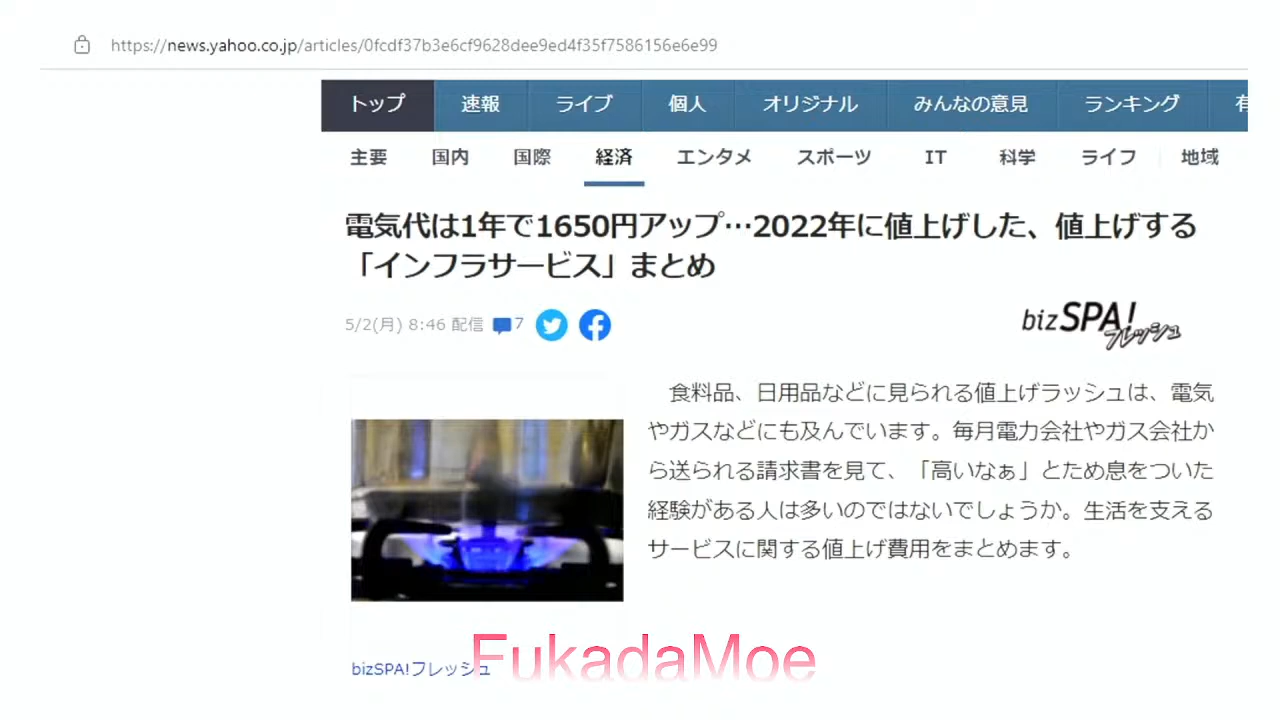 https://news.yahoo.co.jp/articles/0fcdf37b3e6cf9628dee9ed4f35f7586156e6e99
トップ 速報 ライブ 個人 オリジナル みんなの意見 ランキング 有
主要 国内 国際 経済 エンタメ スポーツ IT 科学 ライフ 地域
電気代は1年で1650円アップ…2022年に値上げした、値上げする
「インフラサービス」まとめ
5/2(月) 8:46 配信 7
bizSPA!フレッシュ
食料品、日用品などに見られる値上げラッシュは、電気
やガスなどにも及んでいます。毎月電力会社やガス会社か
ら送られる請求書を見て、「高いなぁ」とため息をついた
経験がある人は多いのではないでしょうか。生活を支える
サービスに関する値上げ費用をまとめます。
bizSPA!フレッシュ
FukadaMoe